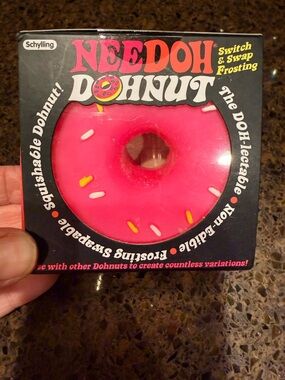 Schylling
NEEDOH
DOHNUT
Switch
& Swap
Frosting
Squishable Dohnut!
The DOH-lectable
Non-Edible
Frosting Swapable
with other Dohnuts to create countless variations!